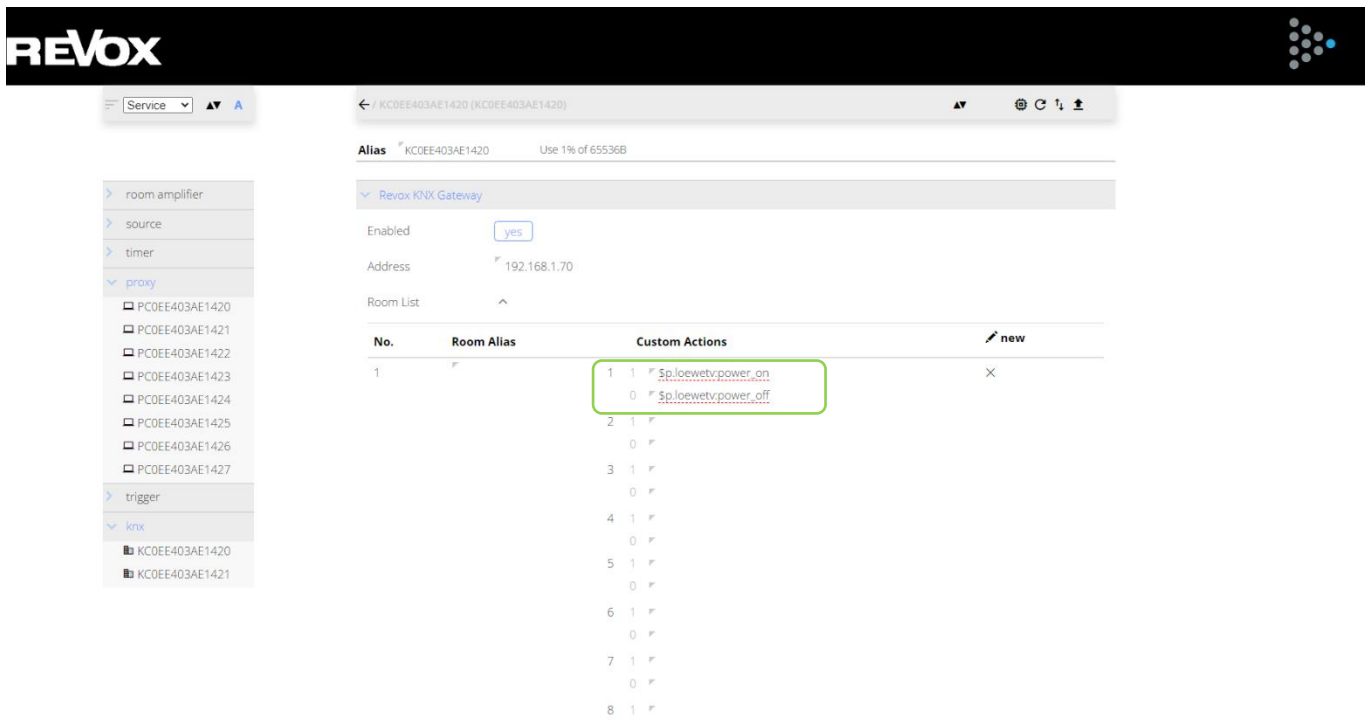 REVOX
Service A
/ KC0EE403AE1420 (KC0EE403AE1420)
Alias KC0EE403AE1420 Use 1% of 65536B
room amplifier
source
timer
proxy
PC0EE403AE1420
PC0EE403AE1421
PC0EE403AE1422
PC0EE403AE1423
PC0EE403AE1424
PC0EE403AE1425
PC0EE403AE1426
PC0EE403AE1427
trigger
knx
KC0EE403AE1420
KC0EE403AE1421
Revox KNX Gateway
Enabled yes
Address 192.168.1.70
Room List
No. Room Alias Custom Actions new
1 1 1 $p.loewetv:power_on
0 $p.loewetv:power_off
2 1
0
3 1
0
4 1
0
5 1
0
6 1
0
7 1
0
8 1